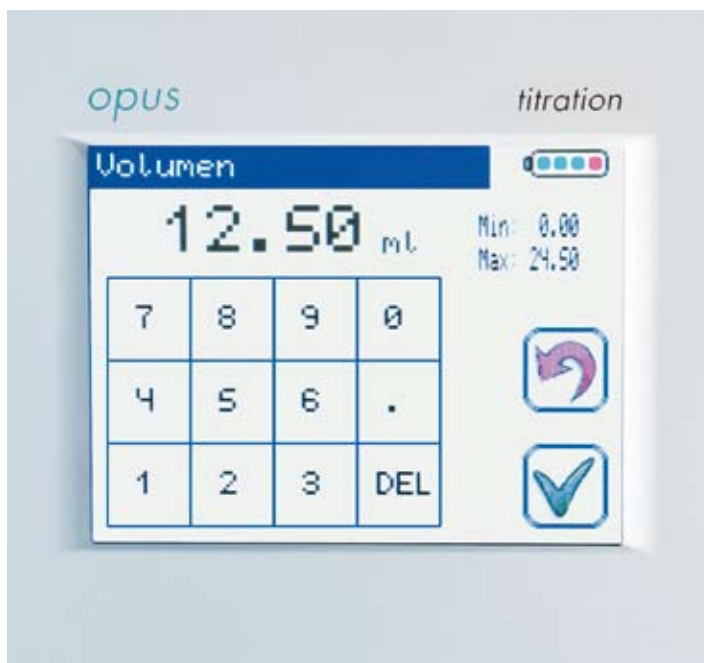 opus titration
Volumen
12.50 ml
Min: 0.00
Max: 24.50
7 8 9 0
4 5 6 .
1 2 3 DEL